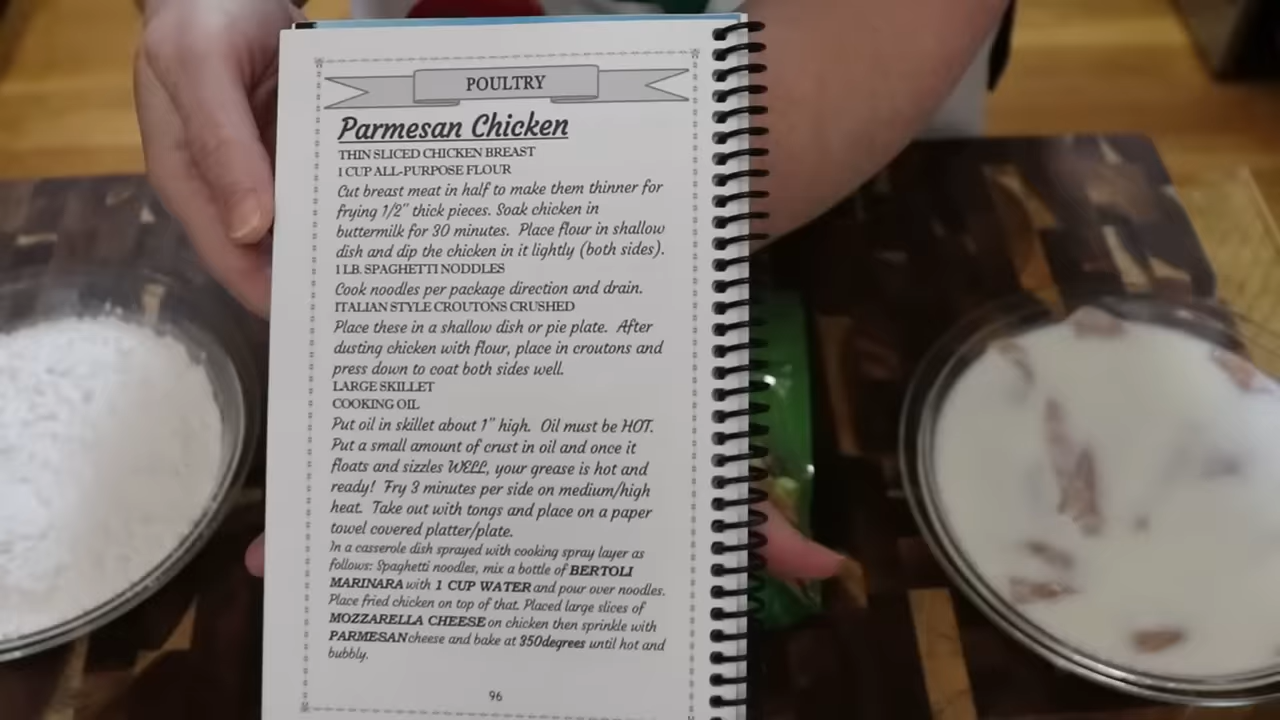 POULTRY
Parmesan Chicken
THIN SLICED CHICKEN BREAST
1 CUP ALL-PURPOSE FLOUR
Cut breast meat in half to make them thinner for
frying 1/2" thick pieces. Soak chicken in
buttermilk for 30 minutes. Place flour in shallow
dish and dip the chicken in it lightly (both sides).
1 LB. SPAGHETTI NODDLES
Cook noodles per package direction and drain.
ITALIAN STYLE CROUTONS CRUSHED
Place these in a shallow dish or pie plate. After
dusting chicken with flour, place in croutons and
press down to coat both sides well.
LARGE SKILLET
COOKING OIL
Put oil in skillet about 1" high. Oil must be HOT.
Put a small amount of crust in oil and once it
floats and sizzles WELL, your grease is hot and
ready! Fry 3 minutes per side on medium/high
heat. Take out with tongs and place on a paper
towel covered platter/plate.
In a casserole dish sprayed with cooking spray layer as
follows: Spaghetti noodles, mix a bottle of BERTOLI
MARINARA with 1 CUP WATER and pour over noodles.
Place fried chicken on top of that. Placed large slices of
MOZZARELLA CHEESE on chicken then sprinkle with
PARMESAN cheese and bake at 350degrees until hot and
bubbly.
96